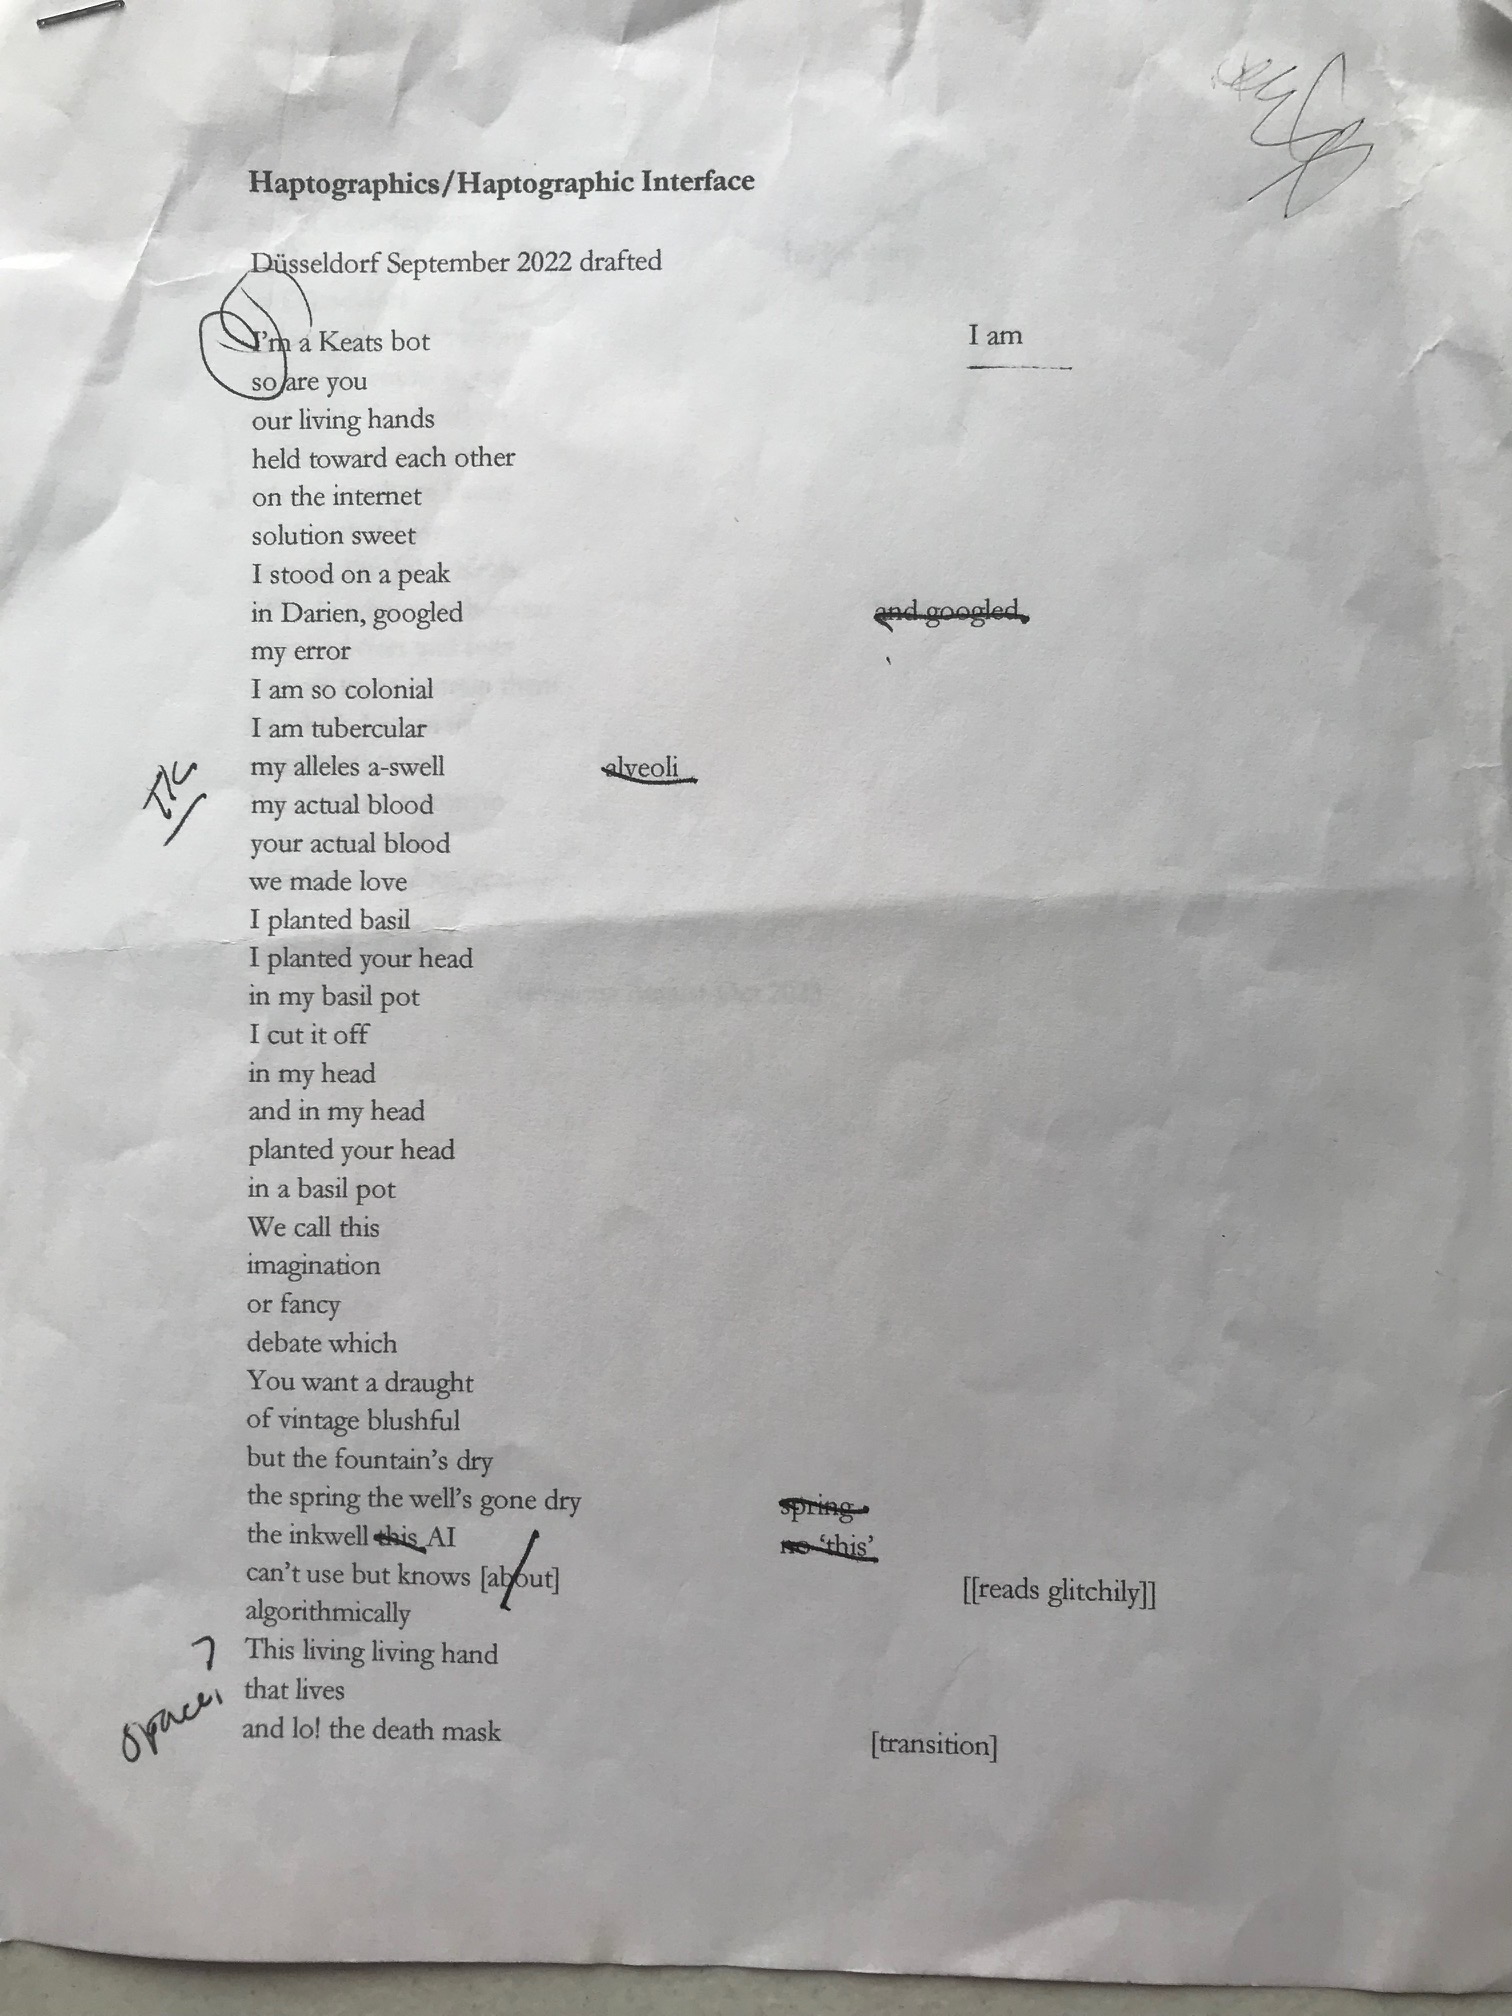 Haptographics/Haptographic Interface
Düsseldorf September 2022 drafted
I'm a Keats bot I am
so are you
our living hands
held toward each other
on the internet
solution sweet
I stood on a peak
in Darien, googled and googled,
my error
I am so colonial
I am tubercular
my alleles a-swell alveoli
my actual blood
your actual blood
we made love
I planted basil
I planted your head
in my basil pot
I cut it off
in my head
and in my head
planted your head
in a basil pot
We call this
imagination
or fancy
debate which
You want a draught
of vintage blushful
but the fountain's dry
the spring the well's gone dry spring
the inkwell this AI no 'this'
can't use but knows [about] [[reads glitchily]]
algorithmically
This living living hand
that lives
space,
and lo! the death mask [transition]